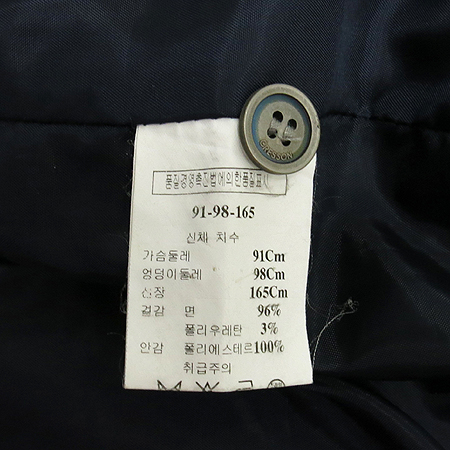 CRESSON
품질경영촉진법에의한품질표시
91-98-165
신체 치수
가슴둘레 91Cm
엉덩이둘레 98Cm
신장 165Cm
겉감 면 96%
폴리우레탄 3%
안감 폴리에스테르100%
취급주의